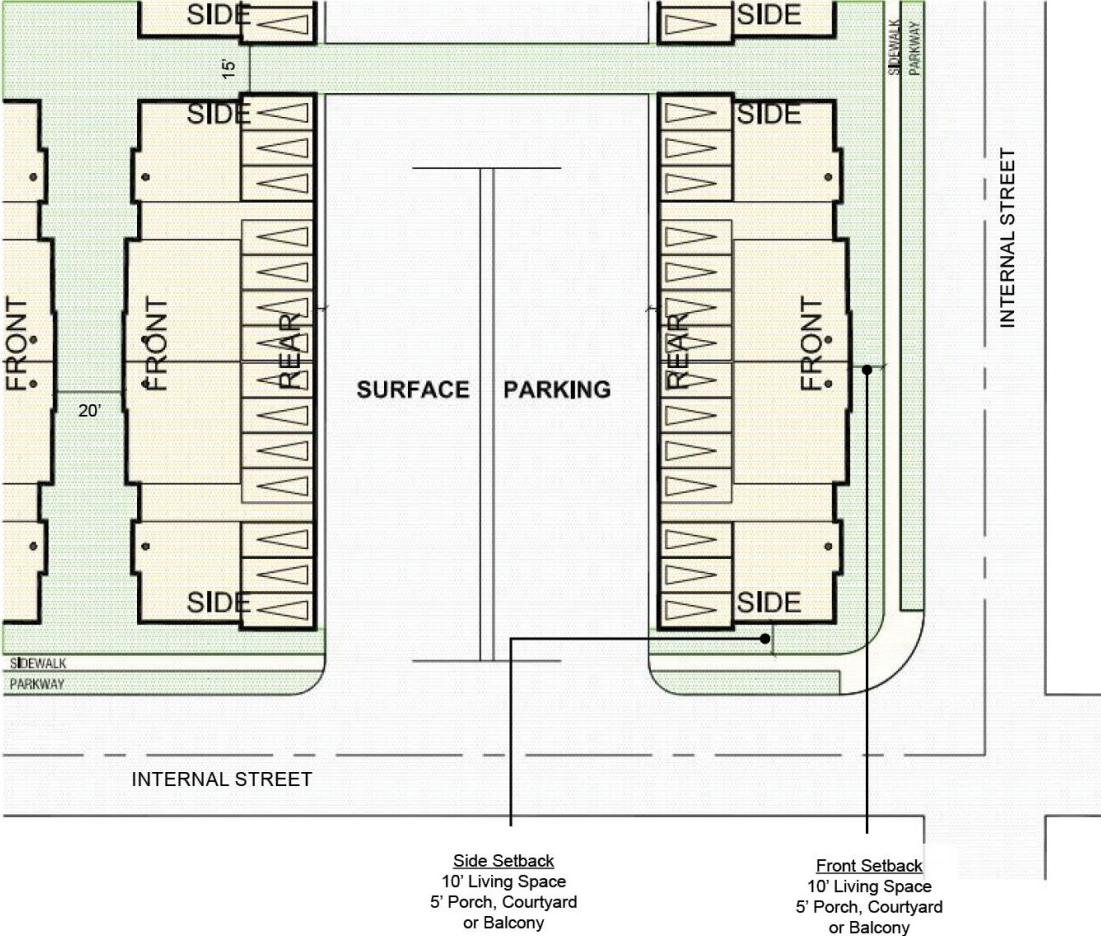 SIDE
SIDE
SIDEWALK
PARKWAY
15’
SIDE
SIDE
INTERNAL STREET
FRONT
FRONT
REAR
REAR
FRONT
SURFACE PARKING
20’
SIDE
SIDE
SIDEWALK
PARKWAY
INTERNAL STREET
Side Setback
10’ Living Space
5’ Porch, Courtyard
or Balcony
Front Setback
10’ Living Space
5’ Porch, Courtyard
or Balcony